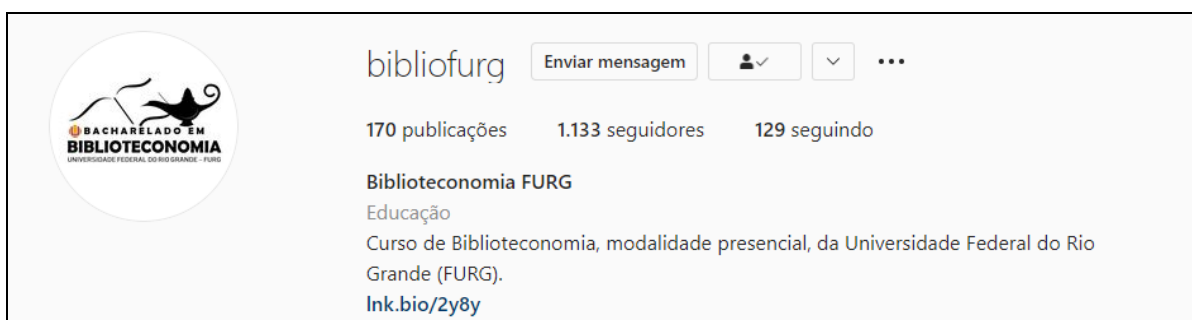 bibliofurg Enviar mensagem
170 publicações 1.133 seguidores 129 seguindo
BACHARELADO EM
BIBLIOTECONOMIA
UNIVERSIDADE FEDERAL DO RIO GRANDE - FURG
Biblioteconomia FURG
Educação
Curso de Biblioteconomia, modalidade presencial, da Universidade Federal do Rio
Grande (FURG).
lnk.bio/2y8y